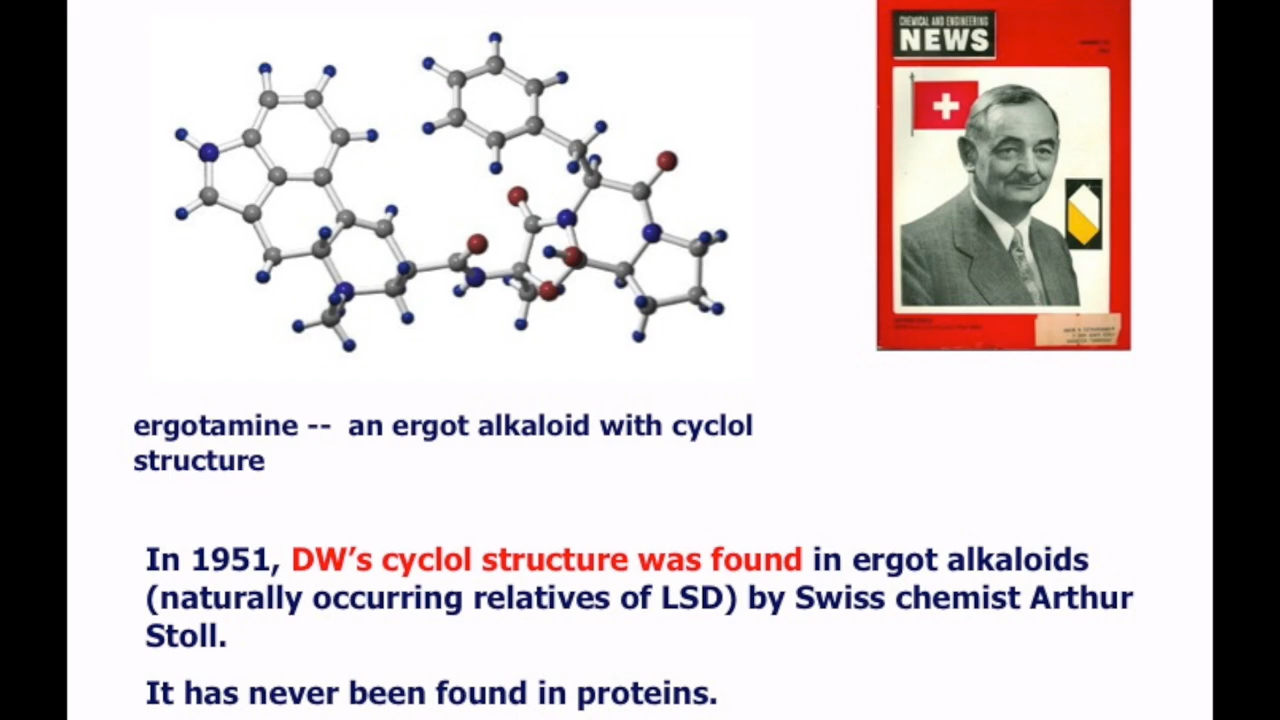 CHEMICAL AND ENGINEERING
NEWS
ergotamine -- an ergot alkaloid with cyclol
structure
In 1951, DW’s cyclol structure was found in ergot alkaloids
(naturally occurring relatives of LSD) by Swiss chemist Arthur
Stoll.
It has never been found in proteins.